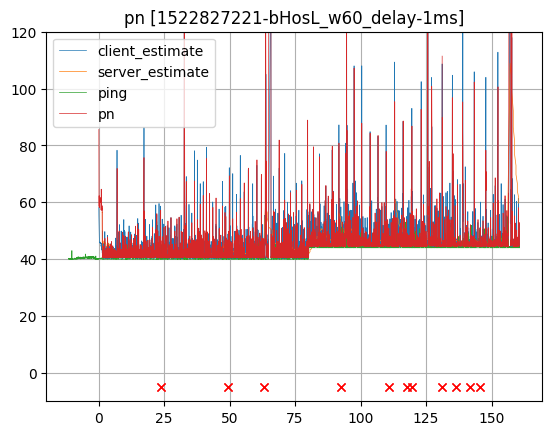 pn [1522827221-bHosL_w60_delay-1ms]
client_estimate
server_estimate
ping
pn
120
100
80
60
40
20
0
0
25
50
75
100
125
150